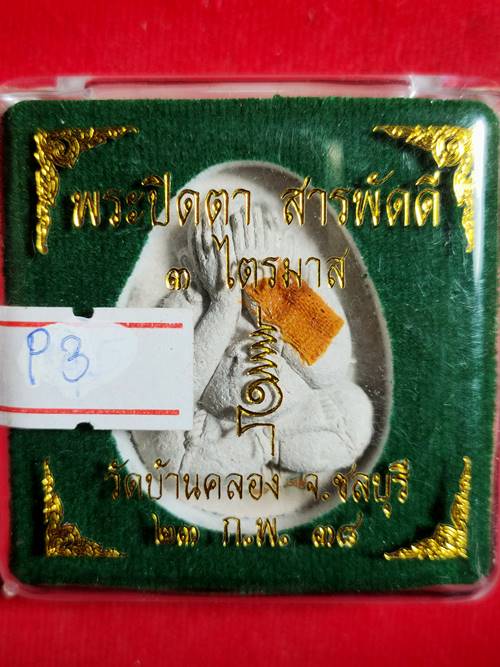 พระปิดตา สารพัดดี
๓ ไตรมาส
P3
วัดบ้านคลอง จ.ชลบุรี
๒๓ ก.พ. ๓๘